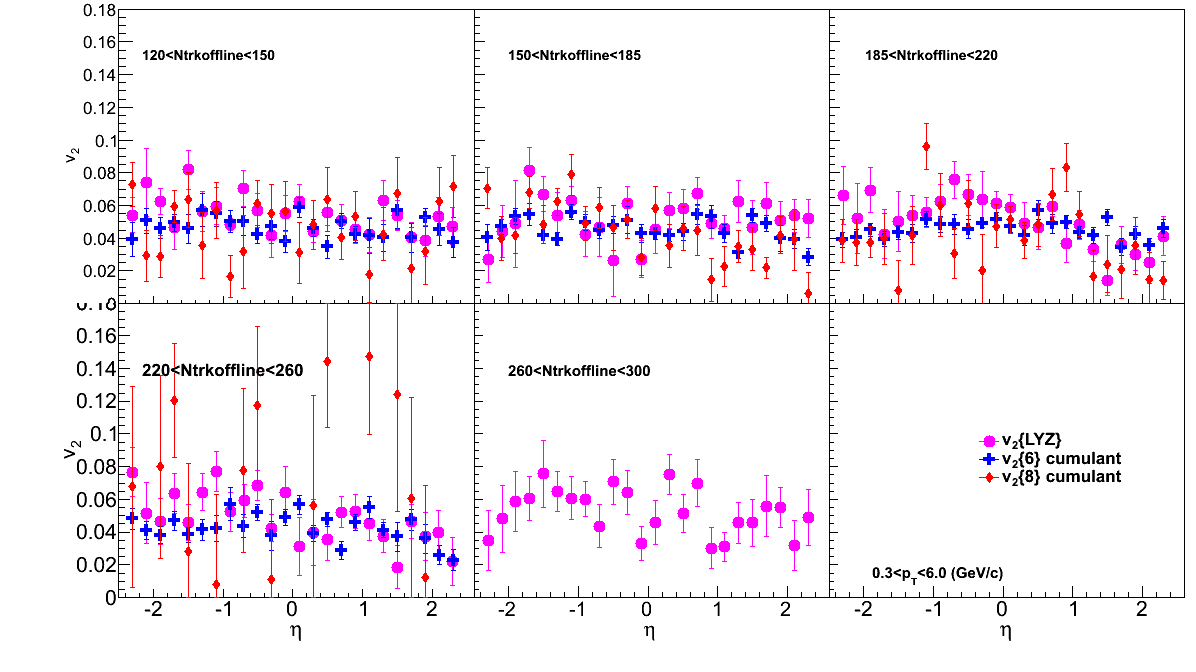 0.18
0.16
0.14
0.12
0.1
0.08
0.06
0.04
0.02
v2
120<Ntrkoffline<150
150<Ntrkoffline<185
185<Ntrkoffline<220
0.16
0.14
0.12
0.1
0.08
0.06
0.04
0.02
0
v2
220<Ntrkoffline<260
260<Ntrkoffline<300
v2{LYZ}
v2{6} cumulant
v2{8} cumulant
0.3<pT<6.0 (GeV/c)
-2 -1 0 1 2
η
-2 -1 0 1 2
η
-2 -1 0 1 2
η